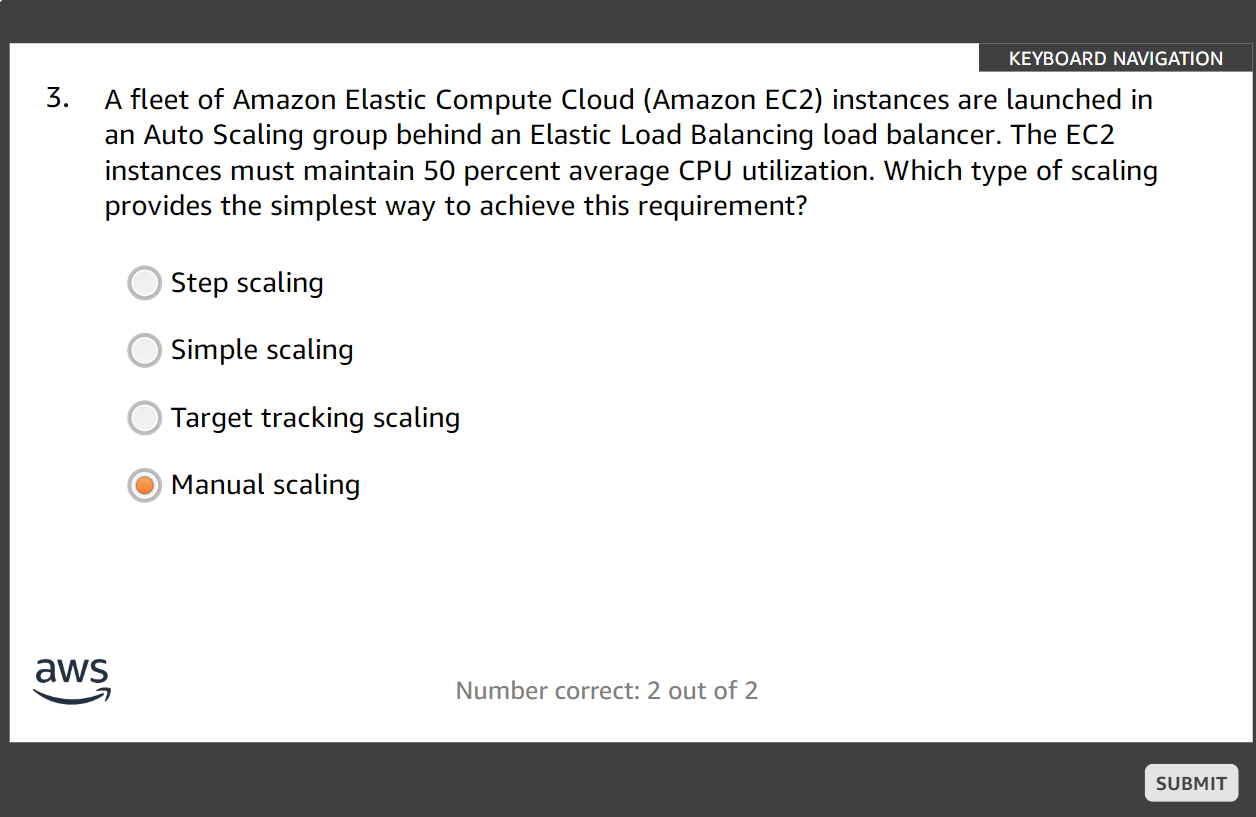 KEYBOARD NAVIGATION
3. A fleet of Amazon Elastic Compute Cloud (Amazon EC2) instances are launched in
an Auto Scaling group behind an Elastic Load Balancing load balancer. The EC2
instances must maintain 50 percent average CPU utilization. Which type of scaling
provides the simplest way to achieve this requirement?
Step scaling
Simple scaling
Target tracking scaling
Manual scaling
aws
Number correct: 2 out of 2
SUBMIT